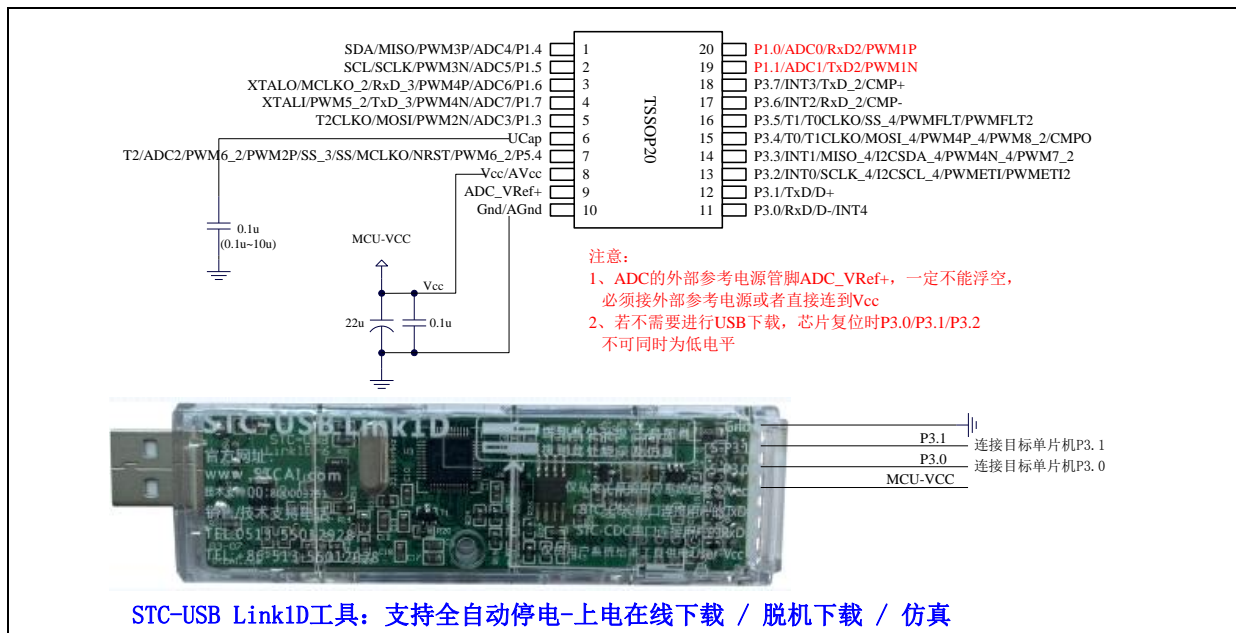 SDA/MISO/PWM3P/ADC4/P1.4 1
SCL/SCLK/PWM3N/ADC5/P1.5 2
XTALO/MCLKO_2/RxD_3/PWM4P/ADC6/P1.6 3
XTALI/PWM5_2/TxD_3/PWM4N/ADC7/P1.7 4
T2CLKO/MOSI/PWM2N/ADC3/P1.3 5
UCap 6
T2/ADC2/PWM6_2/PWM2P/SS_3/SS/MCLKO/NRST/PWM6_2/P5.4 7
Vcc/AVcc 8
ADC_VRef+ 9
Gnd/AGnd 10
TSSOP20
20 P1.0/ADC0/RxD2/PWM1P
19 P1.1/ADC1/TxD2/PWM1N
18 P3.7/INT3/TxD_2/CMP+
17 P3.6/INT2/RxD_2/CMP-
16 P3.5/T1/T0CLKO/SS_4/PWMFLT/PWMFLT2
15 P3.4/T0/T1CLKO/MOSI_4/PWM4P_4/PWM8_2/CMPO
14 P3.3/INT1/MISO_4/I2CSDA_4/PWM4N_4/PWM7_2
13 P3.2/INT0/SCLK_4/I2CSCL_4/PWMETI/PWMETI2
12 P3.1/TxD/D+
11 P3.0/RxD/D-/INT4
0.1u
(0.1u~10u)
MCU-VCC
Vcc
22u
0.1u
注意：
1、ADC的外部参考电源管脚ADC_VRef+，一定不能浮空，
必须接外部参考电源或者直接连到Vcc
2、若不需要进行USB下载，芯片复位时P3.0/P3.1/P3.2
不可同时为低电平
STC-USB Link1D
官方网址:
www.STCAI.com
Gnd
P3.1
连接目标单片机P3.1
P3.0
连接目标单片机P3.0
MCU-VCC
STC-USB Link1D工具：支持全自动停电-上电在线下载 / 脱机下载 / 仿真